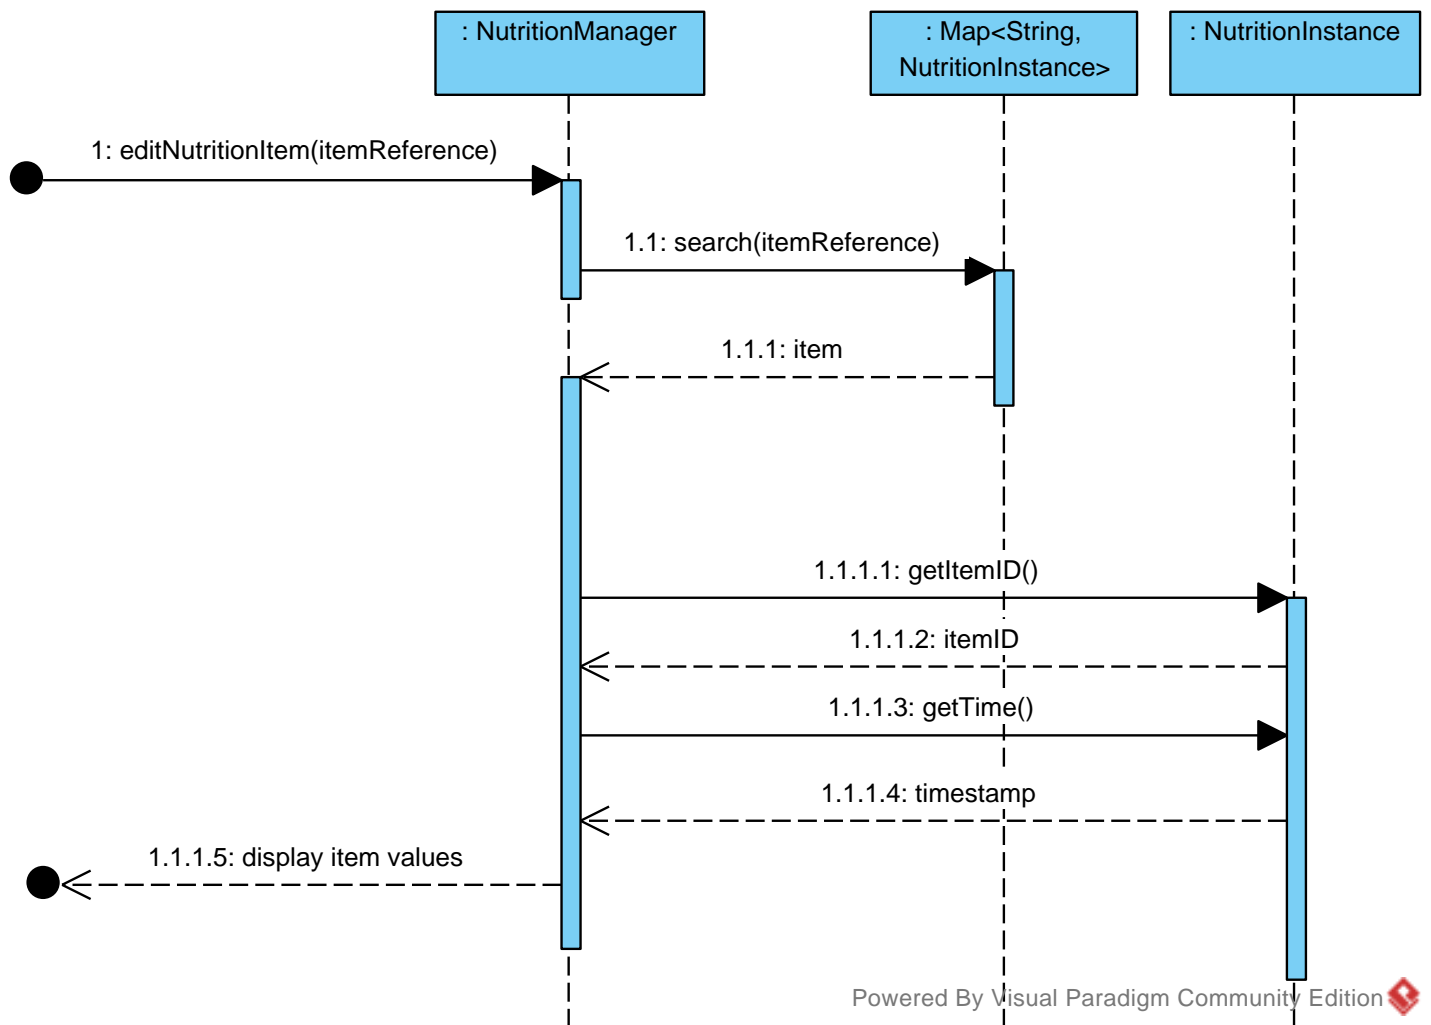 : NutritionManager
: Map<String,
NutritionInstance>
: NutritionInstance
1: editNutritionItem(itemReference)
1.1: search(itemReference)
1.1.1: item
1.1.1.1: getItemID()
1.1.1.2: itemID
1.1.1.3: getTime()
1.1.1.4: timestamp
1.1.1.5: display item values
Powered By Visual Paradigm Community Edition